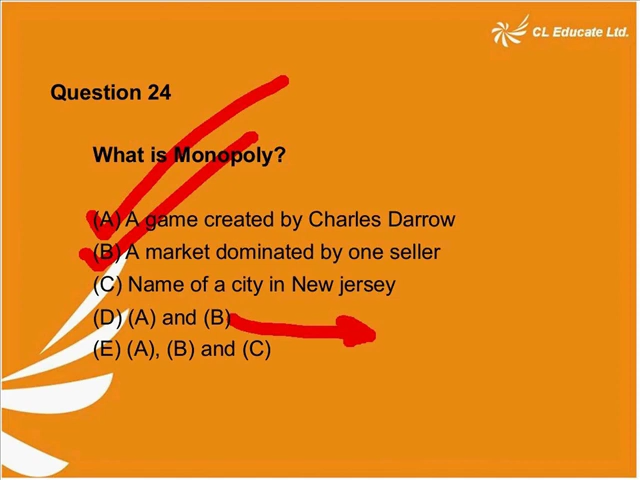 CL Educate Ltd.
Question 24
What is Monopoly?
(A) A game created by Charles Darrow
(B) A market dominated by one seller
(C) Name of a city in New jersey
(D) (A) and (B)
(E) (A), (B) and (C)